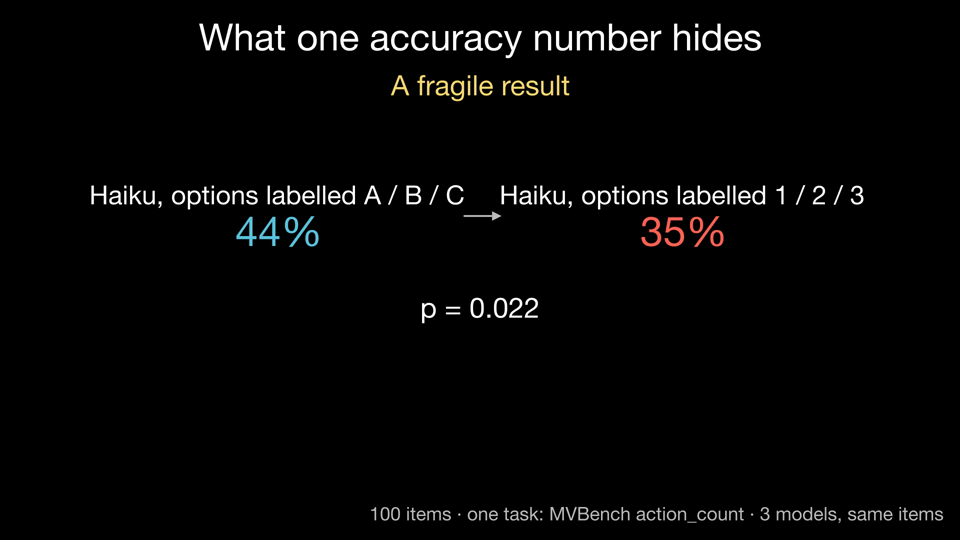 What one accuracy number hides
A fragile result
Haiku, options labelled A / B / C
44%
Haiku, options labelled 1 / 2 / 3
35%
p = 0.022
100 items · one task: MVBench action_count · 3 models, same items